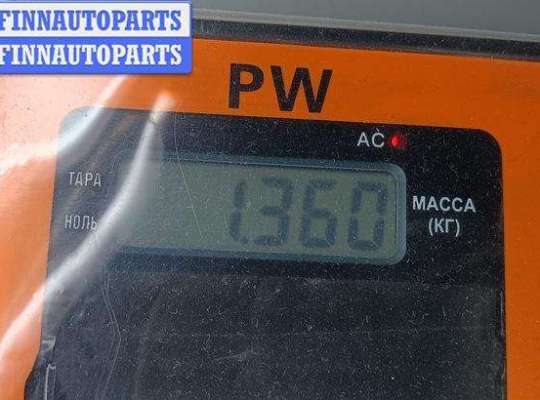 FINNAUTOPARTS
FINNAUTOPARTS
PW
AC
ТАРА
НОЛЬ
1.360
МАССА
(КГ)